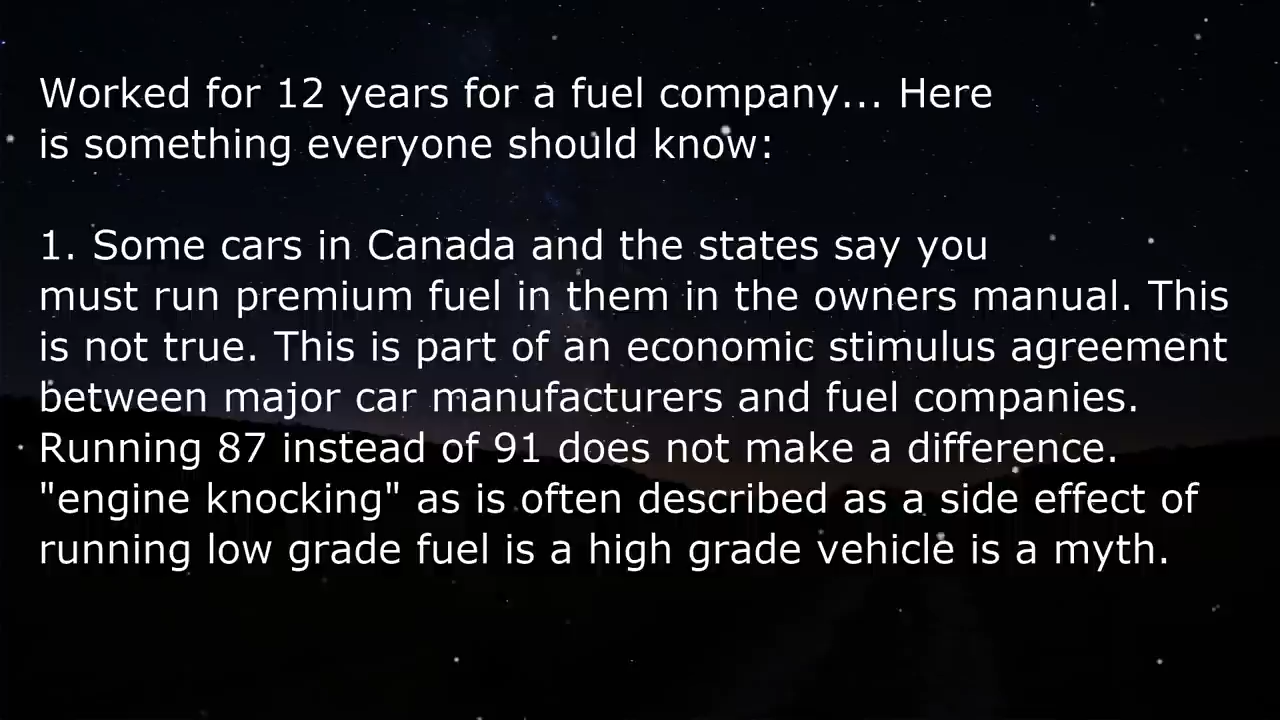 Worked for 12 years for a fuel company... Here
is something everyone should know:
1. Some cars in Canada and the states say you
must run premium fuel in them in the owners manual. This
is not true. This is part of an economic stimulus agreement
between major car manufacturers and fuel companies.
Running 87 instead of 91 does not make a difference.
"engine knocking" as is often described as a side effect of
running low grade fuel is a high grade vehicle is a myth.